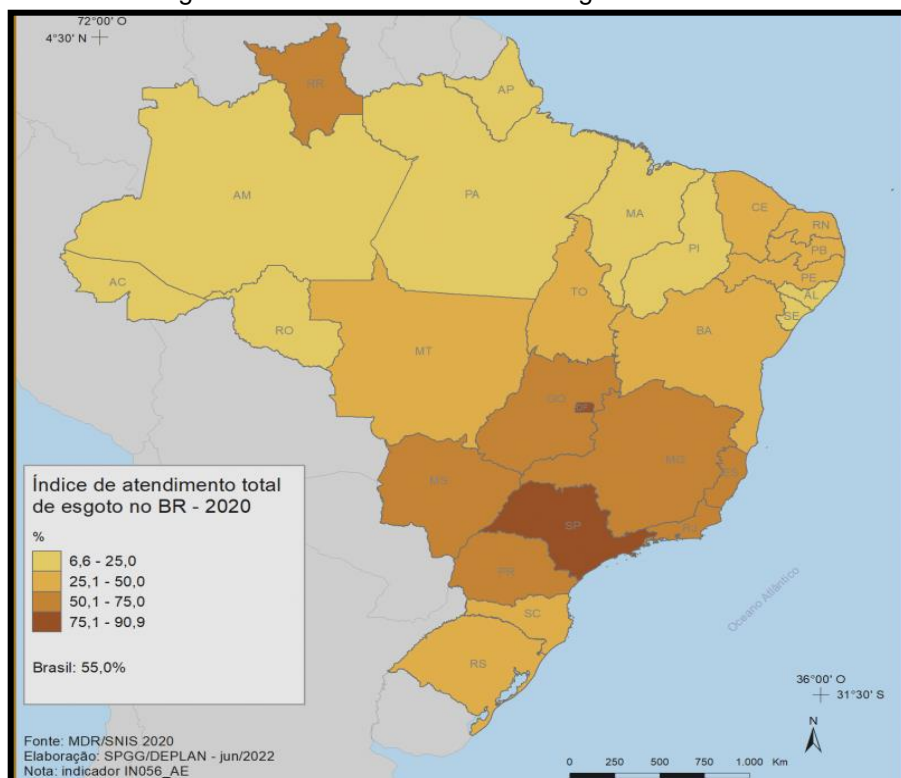 72° 00' O
4°30' N
RR
AP
AM
PA
MA
CE
RN
PB
PI
PE
AC
AL
SE
TO
RO
BA
MT
GO
DF
MG
ES
MS
SP
RJ
PR
SC
RS
Oceano Atlântico
Índice de atendimento total
de esgoto no BR - 2020
%
6,6 - 25,0
25,1 - 50,0
50,1 - 75,0
75,1 - 90,9
Brasil: 55,0%
36°00' O
31°30' S
N
Fonte: MDR/SNIS 2020
Elaboração: SPGG/DEPLAN - jun/2022
Nota: indicador IN056_AE
0 250 500 750 1.000 Km